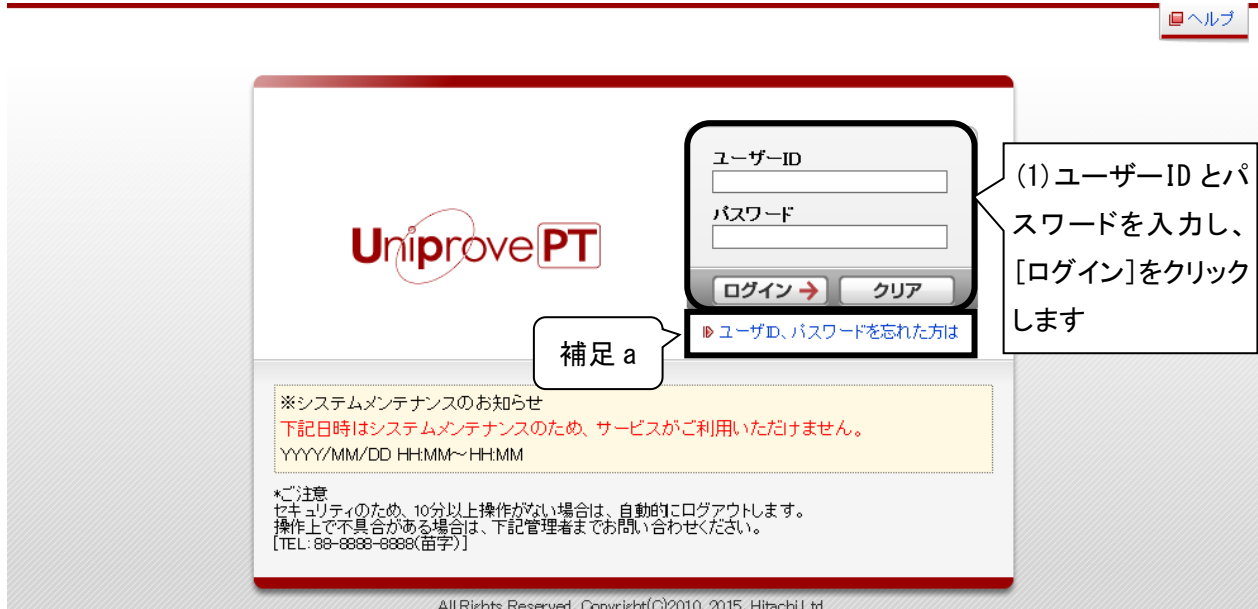 ヘルプ
ユーザーID
パスワード
UniprovePT
ログイン
クリア
ユーザID、パスワードを忘れた方は
(1)ユーザーIDとパ
スワードを入力し、
[ログイン]をクリック
します
補足a
※システムメンテナンスのお知らせ
下記日時はシステムメンテナンスのため、サービスがご利用いただけません。
YYYY/MM/DD HH:MM～HH:MM
*ご注意
セキュリティのため、10分以上操作がない場合は、自動的にログアウトします。
操作上で不具合がある場合は、下記管理者までお問い合わせください。
[TEL:88-8888-8888(苗字)]
All Rights Reserved. Copyright(C)2010, 2015, Hitachi Ltd.